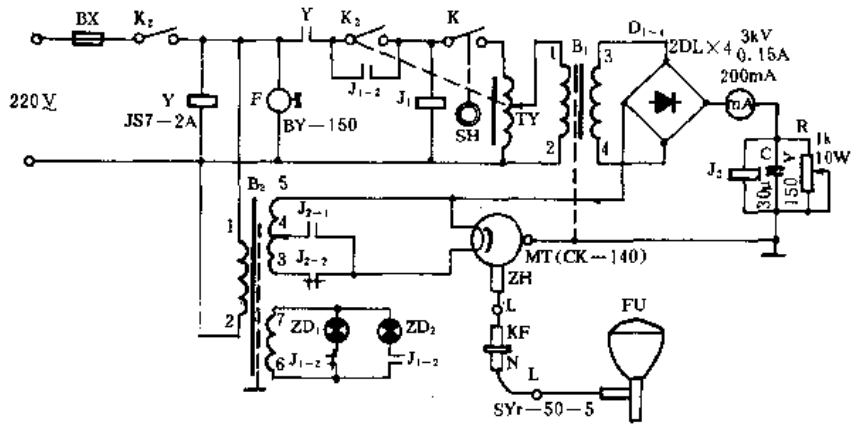 BX
K₂
Y
K₂
K
B₁
D₁₋₄
2DL×4
3kV
0.15A
200mA
mA
1
3
220V
Y
JS7-2A
F
BY-150
J₁₋₂
J₁
SH
TY
2
4
R
1k
10W
J₂
C
30μ
150V
B₂
5
4
3
1
2
J₂₋₁
J₂₋₂
MT(CK-140)
ZH
L
KF
N
L
SYr-50-5
FU
7
6
ZD₁
ZD₂
J₁₋₂
J₁₋₂